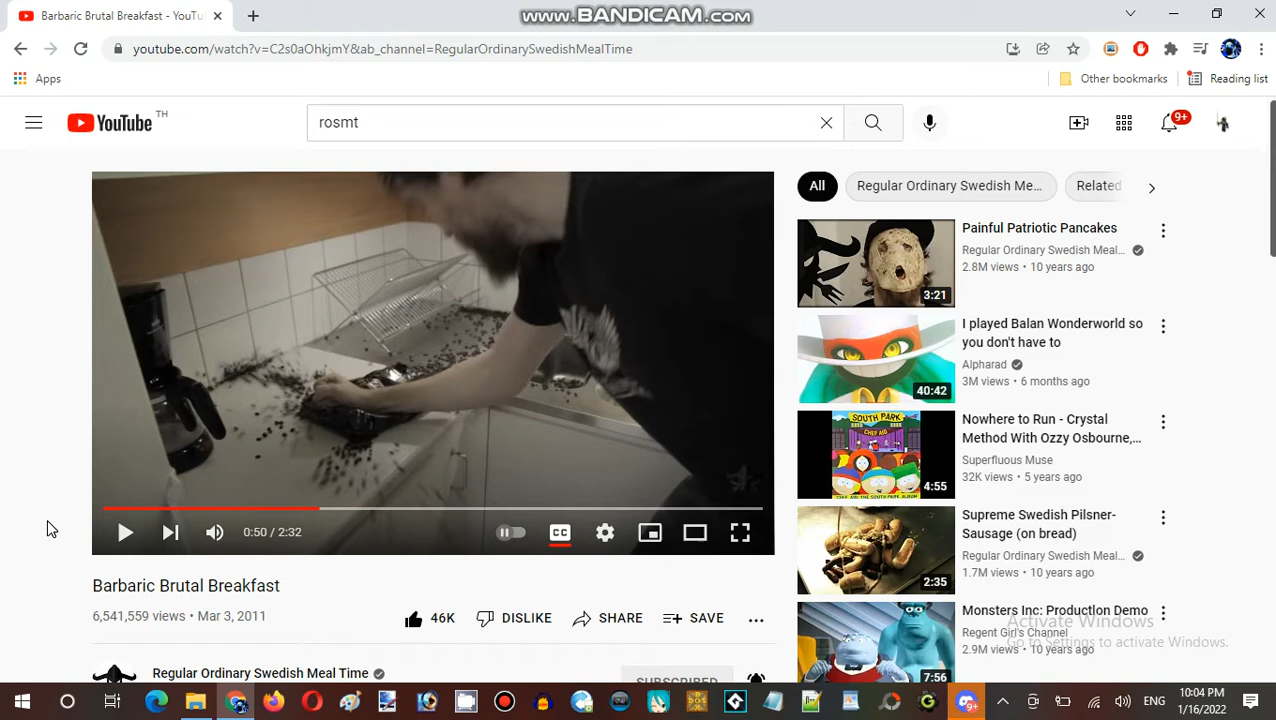 Barbaric Brutal Breakfast - YouTu
www.BANDICAM.com
youtube.com/watch?v=C2s0aOhkjmY&ab_channel=RegularOrdinarySwedishMealTime
Apps
Other bookmarks
Reading list
YouTube TH
rosmt
9+
All
Regular Ordinary Swedish Me...
Related
Painful Patriotic Pancakes
Regular Ordinary Swedish Meal...
2.8M views • 10 years ago
3:21
I played Balan Wonderworld so
you don't have to
Alpharad
3M views • 6 months ago
40:42
SOUTH PARK
CHEF AID
Nowhere to Run - Crystal
Method With Ozzy Osbourne,...
Superfluous Muse
32K views • 5 years ago
4:55
Supreme Swedish Pilsner-
Sausage (on bread)
Regular Ordinary Swedish Meal...
1.7M views • 10 years ago
2:35
Monsters Inc: ProductIon Demo
Regent Girl's Channel
2.9M views • 10 years ago
7:56
0:50 / 2:32
CC
Barbaric Brutal Breakfast
6,541,559 views • Mar 3, 2011
46K
DISLIKE
SHARE
SAVE
Regular Ordinary Swedish Meal Time
SUBSCRIBED
Activate Windows
Go to Settings to activate Windows.
9+
ENG
10:04 PM
1/16/2022